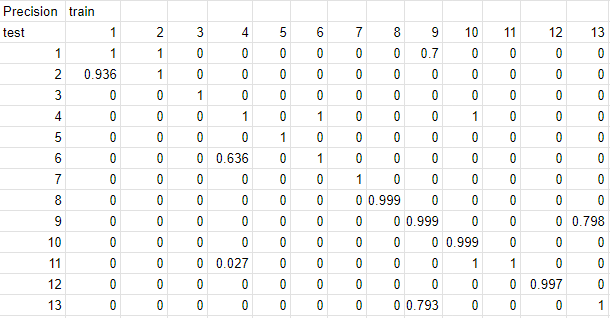 Precision train
test 1 2 3 4 5 6 7 8 9 10 11 12 13
1 1 1 0 0 0 0 0 0 0.7 0 0 0 0
2 0.936 1 0 0 0 0 0 0 0 0 0 0 0
3 0 0 1 0 0 0 0 0 0 0 0 0 0
4 0 0 0 1 0 1 0 0 0 1 0 0 0
5 0 0 0 0 1 0 0 0 0 0 0 0 0
6 0 0 0 0.636 0 1 0 0 0 0 0 0 0
7 0 0 0 0 0 0 1 0 0 0 0 0 0
8 0 0 0 0 0 0 0 0.999 0 0 0 0 0
9 0 0 0 0 0 0 0 0 0.999 0 0 0 0.798
10 0 0 0 0 0 0 0 0 0 0.999 0 0 0
11 0 0 0 0.027 0 0 0 0 0 1 1 0 0
12 0 0 0 0 0 0 0 0 0 0 0 0.997 0
13 0 0 0 0 0 0 0 0 0.793 0 0 0 1